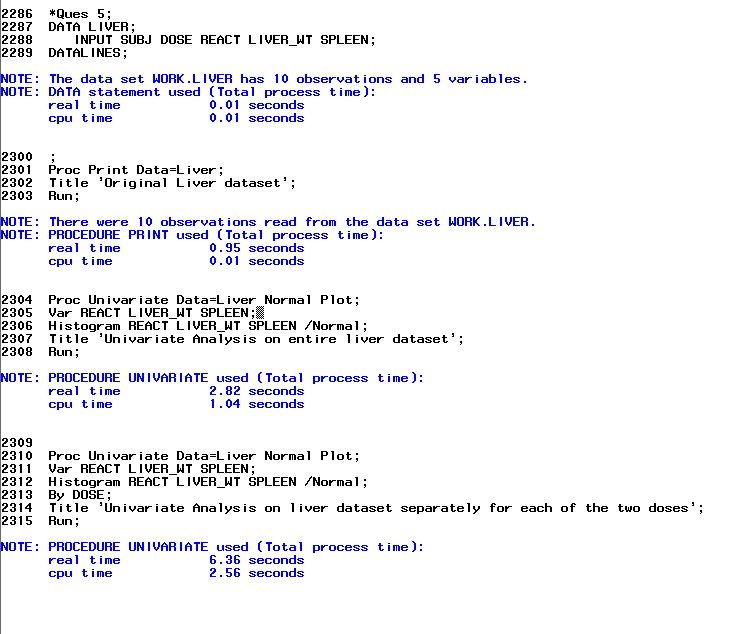 2286  *Ques 5;
2287  DATA LIVER;
2288     INPUT SUBJ DOSE REACT LIVER_WT SPLEEN;
2289  DATALINES;
NOTE: The data set WORK.LIVER has 10 observations and 5 variables.
NOTE: DATA statement used (Total process time):
      real time           0.01 seconds
      cpu time            0.01 seconds
2300  ;
2301  Proc Print Data=Liver;
2302  Title 'Original Liver dataset';
2303  Run;
NOTE: There were 10 observations read from the data set WORK.LIVER.
NOTE: PROCEDURE PRINT used (Total process time):
      real time           0.95 seconds
      cpu time            0.01 seconds
2304  Proc Univariate Data=Liver Normal Plot;
2305  Var REACT LIVER_WT SPLEEN;
2306  Histogram REACT LIVER_WT SPLEEN /Normal;
2307  Title 'Univariate Analysis on entire liver dataset';
2308  Run;
NOTE: PROCEDURE UNIVARIATE used (Total process time):
      real time           2.82 seconds
      cpu time            1.04 seconds
2309
2310  Proc Univariate Data=Liver Normal Plot;
2311  Var REACT LIVER_WT SPLEEN;
2312  Histogram REACT LIVER_WT SPLEEN /Normal;
2313  By DOSE;
2314  Title 'Univariate Analysis on liver dataset separately for each of the two doses';
2315  Run;
NOTE: PROCEDURE UNIVARIATE used (Total process time):
      real time           6.36 seconds
      cpu time            2.56 seconds